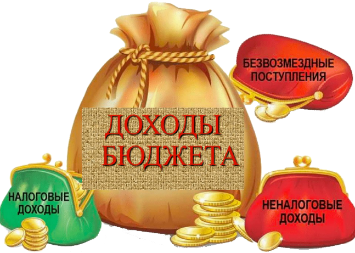 БЕЗВОЗМЕЗДНЫЕ
ПОСТУПЛЕНИЯ
ДОХОДЫ
БЮДЖЕТА
НАЛОГОВЫЕ
ДОХОДЫ
НЕНАЛОГОВЫЕ
ДОХОДЫ